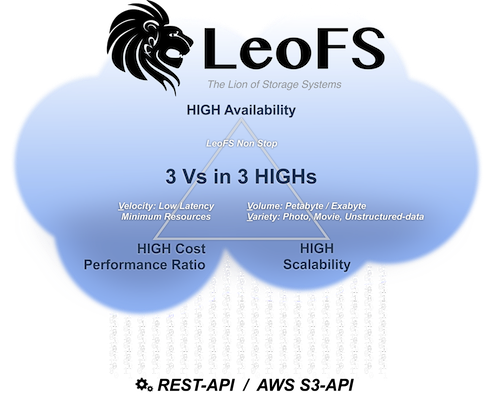 LeoFS
The Lion of Storage Systems
HIGH Availability
LeoFS Non Stop
3 Vs in 3 HIGHs
Velocity: Low Latency
Minimum Resources
Volume: Petabyte / Exabyte
Variety: Photo, Movie, Unstructured-data
HIGH Cost
Performance Ratio
HIGH
Scalability
REST-API / AWS S3-API